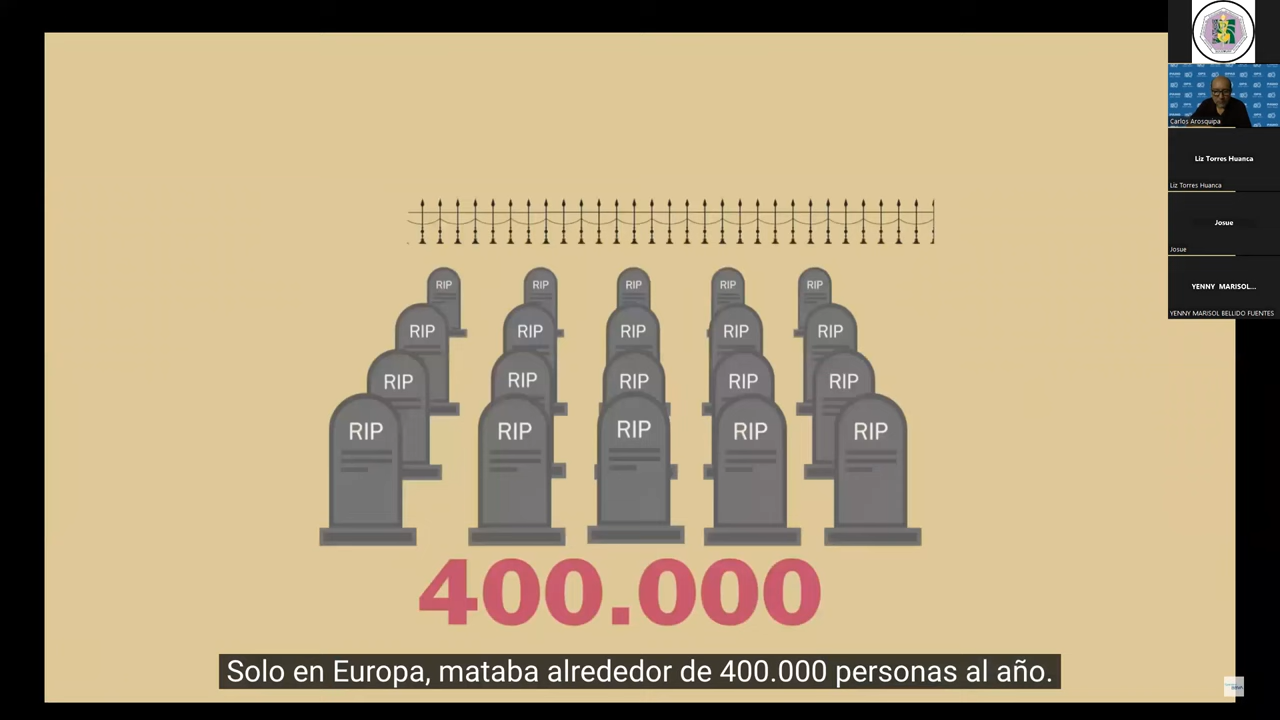 Carlos Arosquipa
Liz Torres Huanca
Liz Torres Huanca
Josue
Josue
YENNY MARISOL...
YENNY MARISOL BELLIDO FUENTES
RIP RIP RIP RIP RIP
RIP RIP RIP RIP RIP
RIP RIP RIP RIP RIP
RIP RIP RIP RIP RIP
400.000
Solo en Europa, mataba alrededor de 400.000 personas al año.